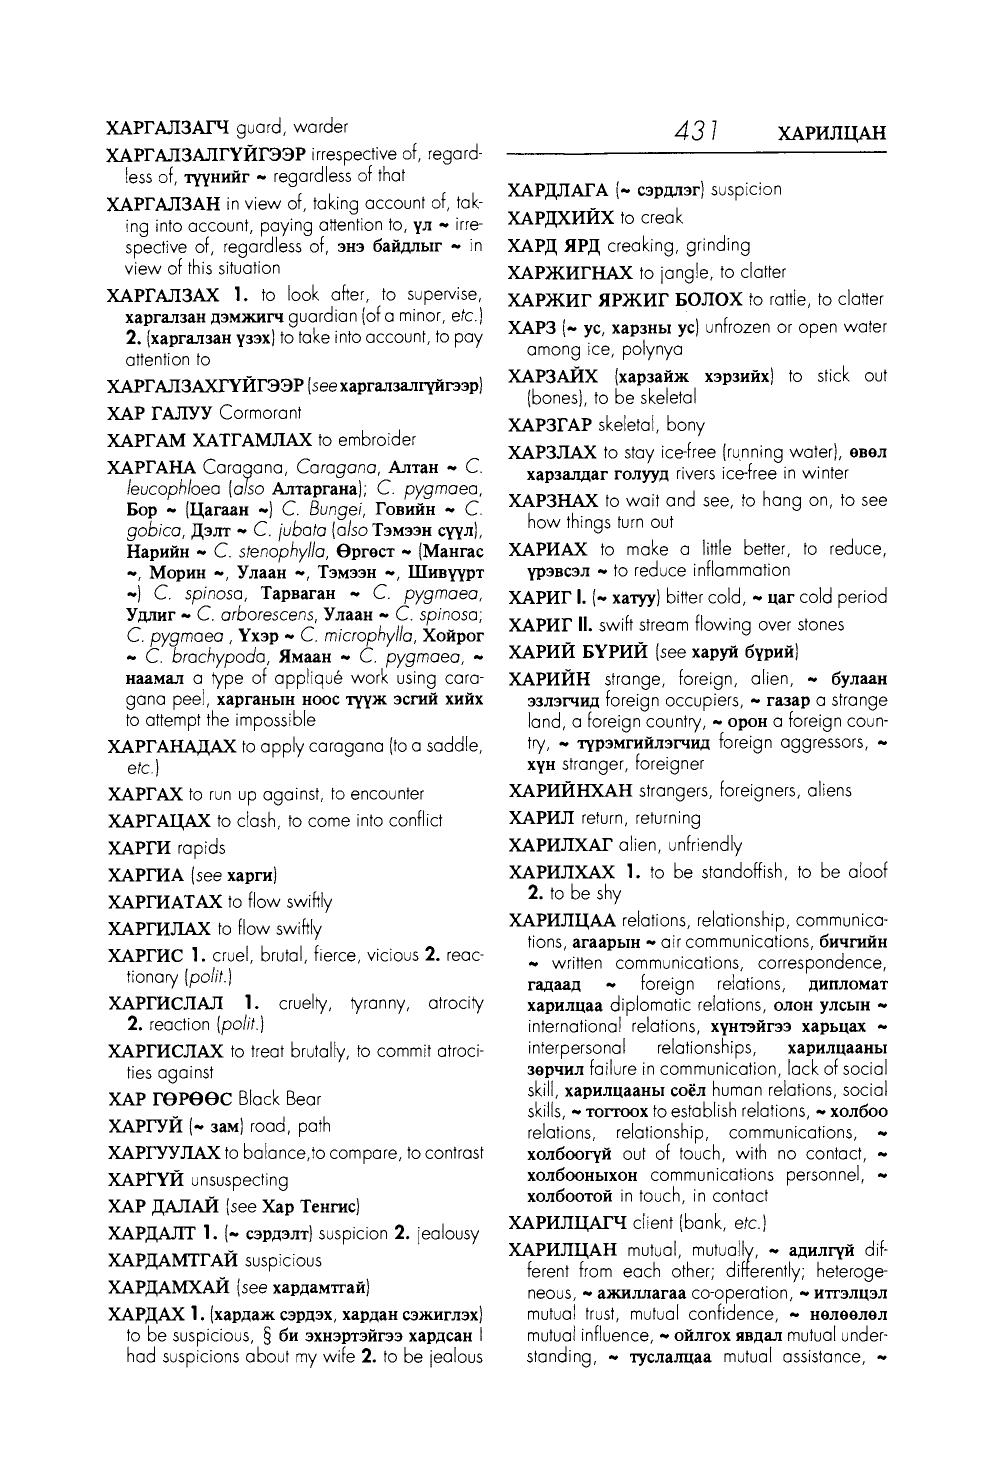 ХАРГАЛЗАГЧ guard, warder
ХАРГАЛЗАЛГҮЙГЭЭР irrespective of, regard-
less of, түүнийг ~ regardless of that
ХАРГАЛЗАН in view of, taking account of, tak-
ing into account, paying attention to, үл ~ irre-
spective of, regardless of, энэ байдлыг ~ in
view of this situation
ХАРГАЛЗАХ 1. to look after, to supervise,
харгалзан дэмжигч guardian (of a minor, etc.)
2. (харгалзан үзэх) to take into account, to pay
attention to
ХАРГАЛЗАХГҮЙГЭЭР (see харгалзалгүйгээр)
ХАР ГАЛУУ Cormorant
ХАРГАМ ХАТГАМЛАХ to embroider
ХАРГАНА Caragana, Caragana, Алтан ~ C.
leucophloea (also Алтаргана); C. pygmaea,
Бор ~ (Цагаан ~) C. Bungei, Говийн ~ C.
gobica, Дэлт ~ C. jubata (also Тэмээн сүүл),
Нарийн ~ C. stenophylla, Өргөст ~ (Мангас
~, Морин ~, Улаан ~, Тэмээн ~, Шивүүрт
~) C. spinosa, Тарваган ~ C. pygmaea,
Удлиг ~ C. arborescens, Улаан ~ C. spinosa;
C. pygmaea , Үхэр ~ C. microphylla, Хойрог
~ C. brachypoda, Ямаан ~ C. pygmaea, ~
наамал a type of appliqué work using cara-
gana peel, харганын ноос түүж эсгий хийх
to attempt the impossible
ХАРГАНАДАХ to apply caragana (to a saddle,
etc.)
ХАРГАХ to run up against, to encounter
ХАРГАЦАХ to clash, to come into conflict
ХАРГИ rapids
ХАРГИА (see харги)
ХАРГИАТАХ to flow swiftly
ХАРГИЛАХ to flow swiftly
ХАРГИС 1. cruel, brutal, fierce, vicious 2. reac-
tionary (polit.)
ХАРГИСЛАЛ 1. cruelty, tyranny, atrocity
2. reaction (polit.)
ХАРГИСЛАХ to treat brutally, to commit atroci-
ties against
ХАР ГӨРӨӨС Black Bear
ХАРГУЙ (~ зам) road, path
ХАРГУУЛАХ to balance,to compare, to contrast
ХАРГҮЙ unsuspecting
ХАР ДАЛАЙ (see Хар Тенгис)
ХАРДАЛТ 1. (~ сэрдэлт) suspicion 2. jealousy
ХАРДАМТГАЙ suspicious
ХАРДАМХАЙ (see хардамтгай)
ХАРДАХ 1. (хардаж сэрдэх, хардан сэжиглэх)
to be suspicious, § би эхнэртэйгээ хардсан I
had suspicions about my wife 2. to be jealous
431 ХАРИЛЦАН
ХАРДЛАГА (~ сэрдлэг) suspicion
ХАРДХИЙХ to creak
ХАРД ЯРД creaking, grinding
ХАРЖИГНАХ to jangle, to clatter
ХАРЖИГ ЯРЖИГ БОЛОХ to rattle, to clatter
ХАРЗ (~ ус, харзны ус) unfrozen or open water
among ice, polynya
ХАРЗАЙХ (харзайж хэрзийх) to stick out
(bones), to be skeletal
ХАРЗГАР skeletal, bony
ХАРЗЛАХ to stay ice-free (running water), өвөл
харзалдаг голууд rivers ice-free in winter
ХАРЗНАХ to wait and see, to hang on, to see
how things turn out
ХАРИАХ to make a little better, to reduce,
үрэвсэл ~ to reduce inflammation
ХАРИГ I. (~ хатуу) bitter cold, ~ цаг cold period
ХАРИГ II. swift stream flowing over stones
ХАРИЙ БҮРИЙ (see харуй бүрий)
ХАРИЙН strange, foreign, alien, ~ булаан
эзлэгчид foreign occupiers, ~ газар a strange
land, a foreign country, ~ орон a foreign coun-
try, ~ түрэмгийлэгчид foreign aggressors, ~
хүн stranger, foreigner
ХАРИЙНХАН strangers, foreigners, aliens
ХАРИЛ return, returning
ХАРИЛХАГ alien, unfriendly
ХАРИЛХАХ 1. to be standoffish, to be aloof
2. to be shy
ХАРИЛЦАА relations, relationship, communica-
tions, агаарын ~ air communications, бичгийн
~ written communications, correspondence,
гадаад ~ foreign relations, дипломат
харилцаа diplomatic relations, олон улсын ~
international relations, хүнтэйгээ харьцах ~
interpersonal relationships, харилцааны
зөрчил failure in communication, lack of social
skill, харилцааны соёл human relations, social
skills, ~ тогтоох to establish relations, ~ холбоо
relations, relationship, communications, ~
холбоогүй out of touch, with no contact, ~
холбооныхон communications personnel, ~
холбоотой in touch, in contact
ХАРИЛЦАГЧ client (bank, etc.)
ХАРИЛЦАН mutual, mutually, ~ адилгүй dif-
ferent from each other; differently; heteroge-
neous, ~ ажиллагаа co-operation, ~ итгэлцэл
mutual trust, mutual confidence, ~ нөлөөлөл
mutual influence, ~ ойлгох явдал mutual under-
standing, ~ туслалцаа mutual assistance, ~